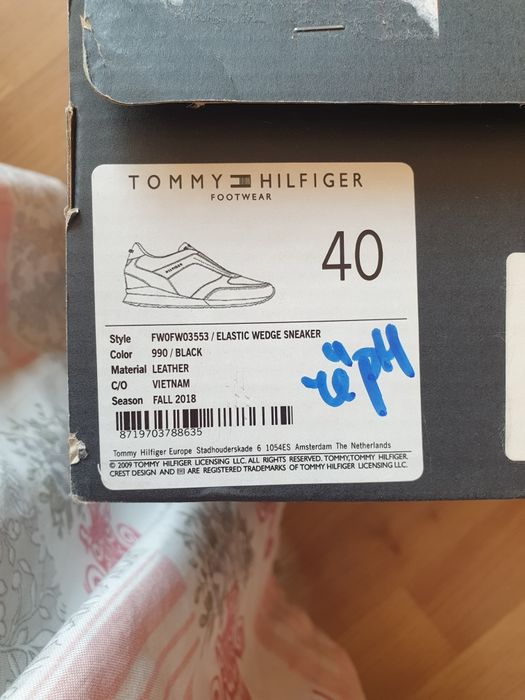 TOMMY HILFIGER
FOOTWEAR
HILFIGER
40
Style FW0FW03553 / ELASTIC WEDGE SNEAKER
Color 990 / BLACK
Material LEATHER
C/O VIETNAM
Season FALL 2018
8719703788635
Tommy Hilfiger Europe Stadhouderskade 6 1054ES Amsterdam The Netherlands
© 2009 TOMMY HILFIGER LICENSING LLC. ALL RIGHTS RESERVED. TOMMY,TOMMY HILFIGER,
CREST DESIGN AND ARE REGISTERED TRADEMARKS OF TOMMY HILFIGER LICENSING LLC.